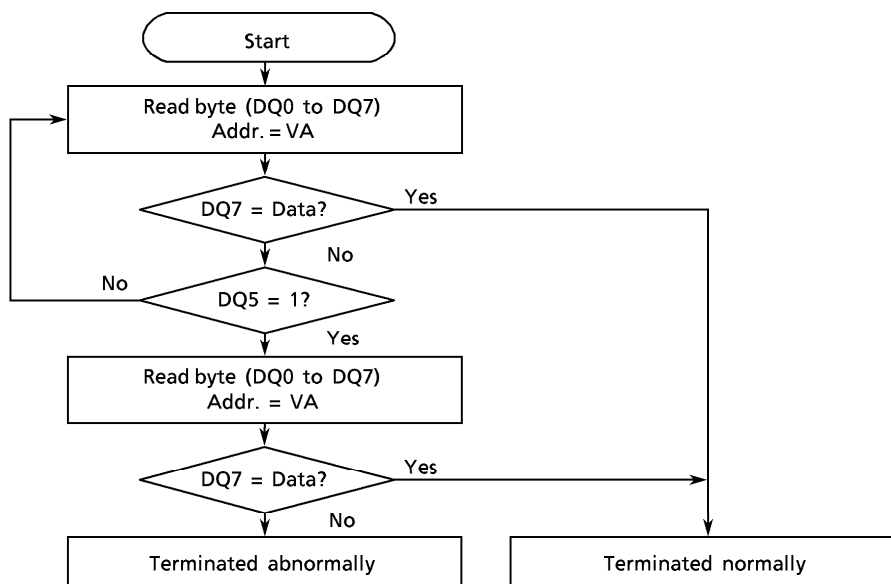 Start
Read byte (DQ0 to DQ7)
Addr. = VA
DQ7 = Data?
Yes
No
No
DQ5 = 1?
Yes
Read byte (DQ0 to DQ7)
Addr. = VA
DQ7 = Data?
Yes
No
Terminated abnormally
Terminated normally